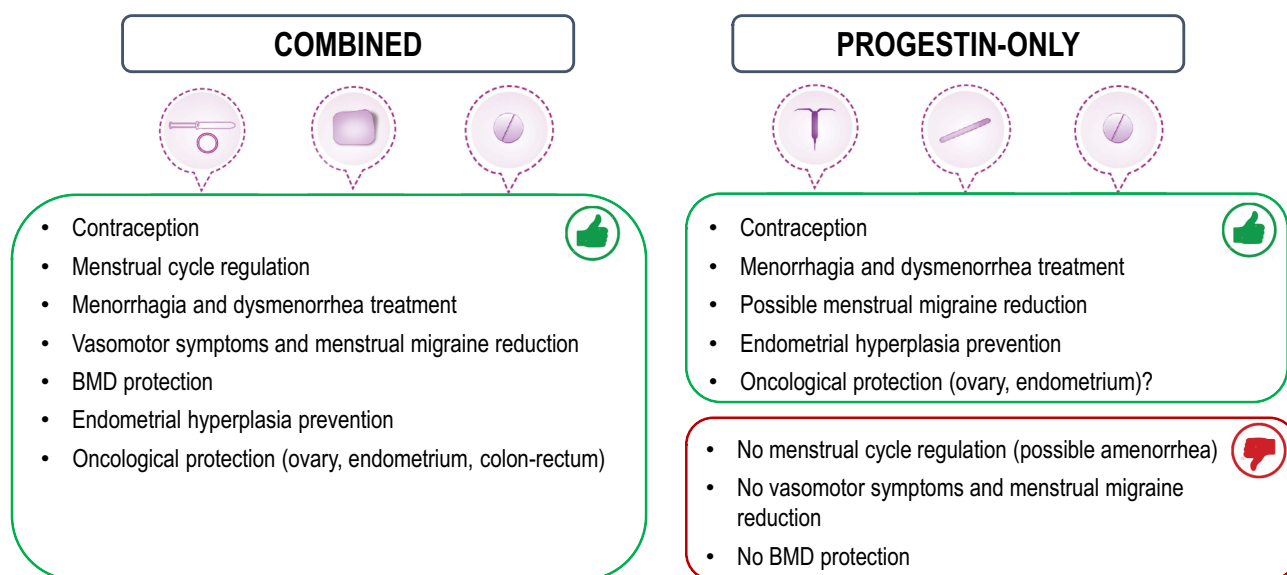 COMBINED
• Contraception
• Menstrual cycle regulation
• Menorrhagia and dysmenorrhea treatment
• Vasomotor symptoms and menstrual migraine reduction
• BMD protection
• Endometrial hyperplasia prevention
• Oncological protection (ovary, endometrium, colon-rectum)
PROGESTIN-ONLY
• Contraception
• Menorrhagia and dysmenorrhea treatment
• Possible menstrual migraine reduction
• Endometrial hyperplasia prevention
• Oncological protection (ovary, endometrium)?
• No menstrual cycle regulation (possible amenorrhea)
• No vasomotor symptoms and menstrual migraine
reduction
• No BMD protection